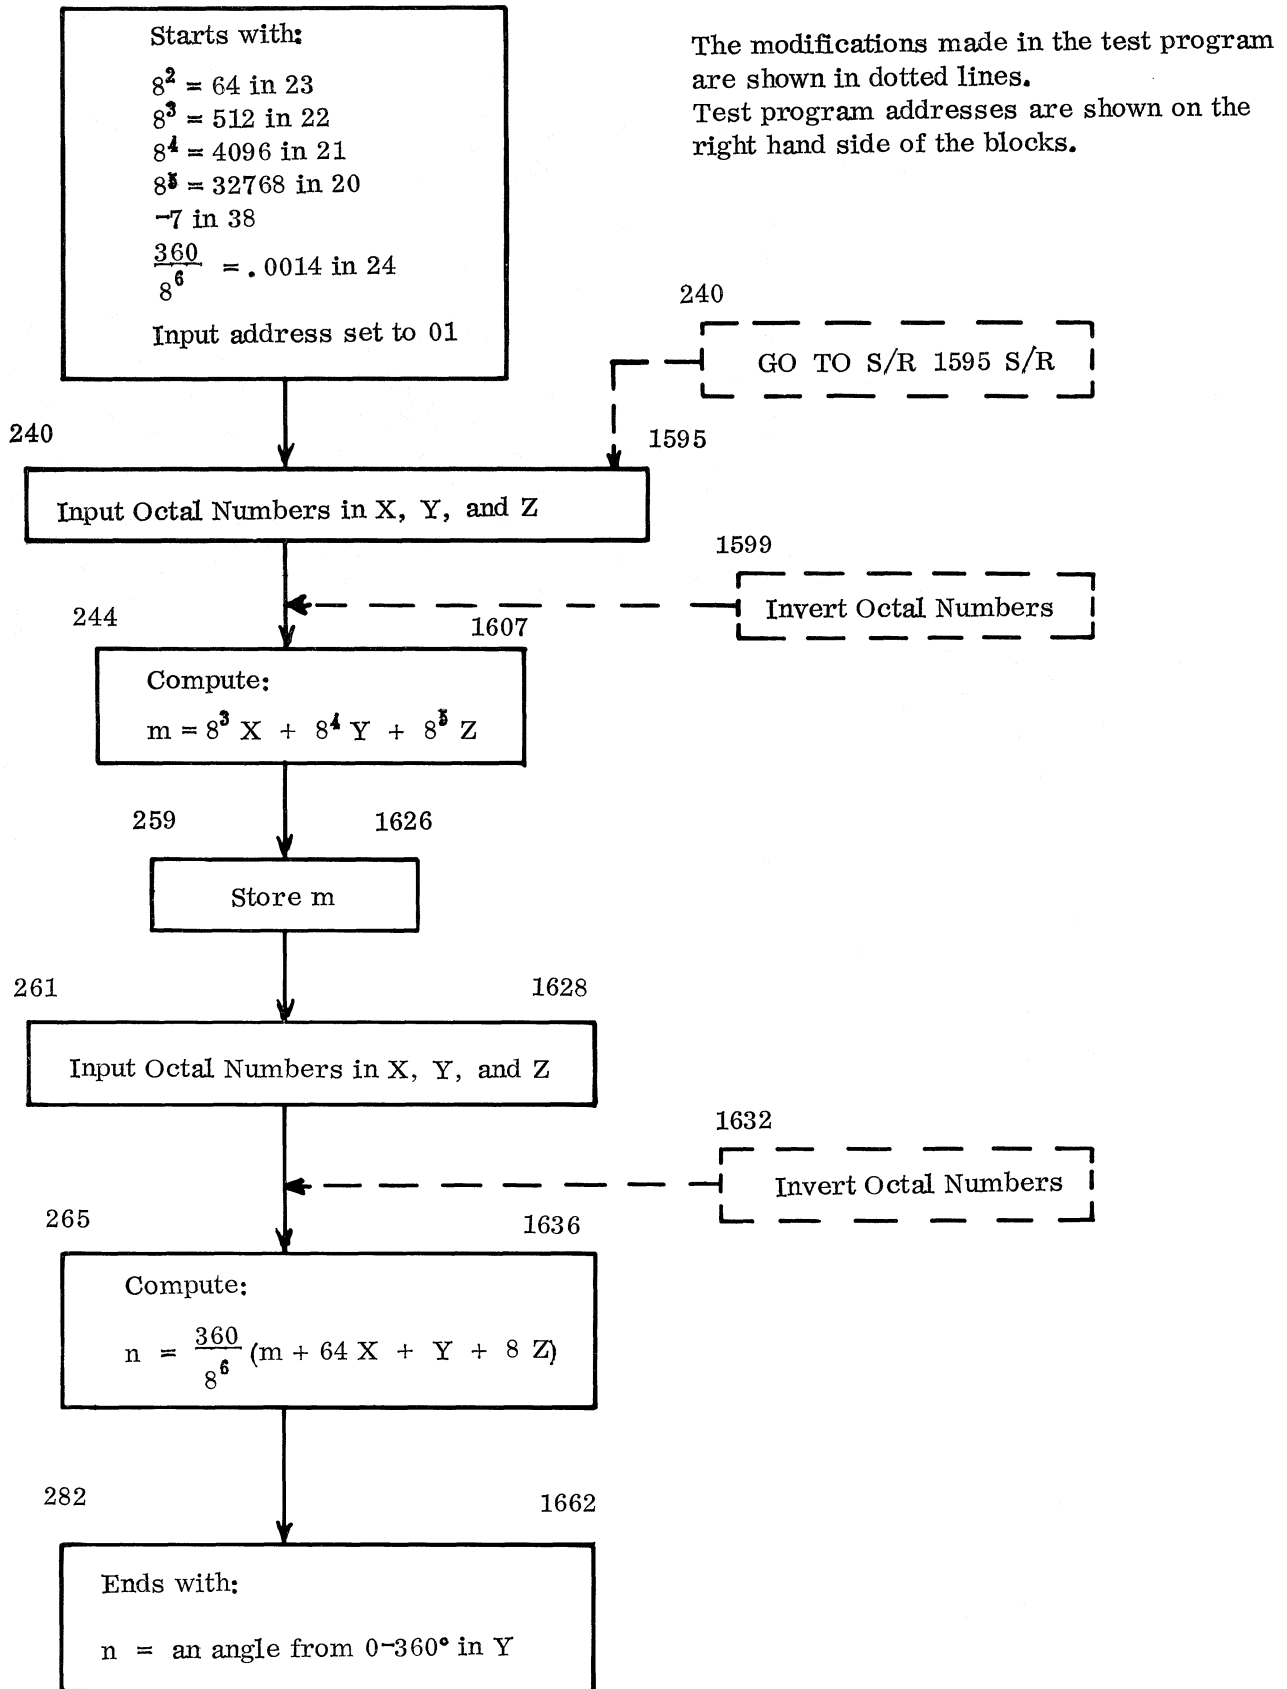 Starts with:
8² = 64 in 23
8³ = 512 in 22
8⁴ = 4096 in 21
8⁵ = 32768 in 20
-7 in 38
360
8⁶
= .0014 in 24
Input address set to 01
The modifications made in the test program
are shown in dotted lines.
Test program addresses are shown on the
right hand side of the blocks.
240
GO TO S/R 1595 S/R
240
1595
Input Octal Numbers in X, Y, and Z
1599
Invert Octal Numbers
244
1607
Compute:
m = 8³ X + 8⁴ Y + 8⁵ Z
259
1626
Store m
261
1628
Input Octal Numbers in X, Y, and Z
1632
Invert Octal Numbers
265
1636
Compute:
n = 360/8⁶ (m + 64 X + Y + 8 Z)
282
1662
Ends with:
n = an angle from 0-360° in Y